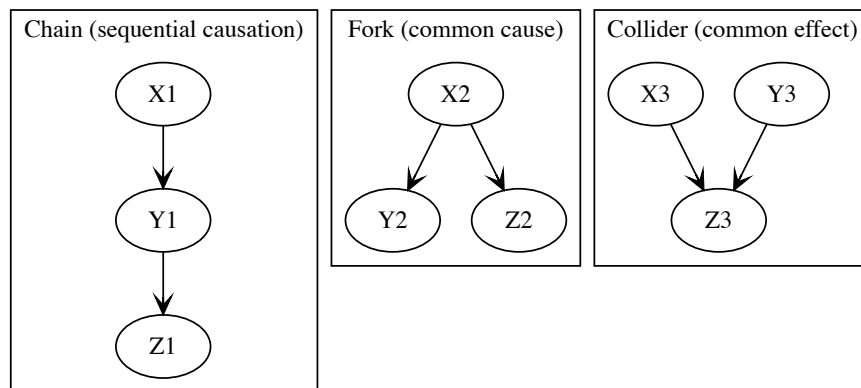 Chain (sequential causation)
X1
Y1
Z1
Fork (common cause)
X2
Y2 Z2
Collider (common effect)
X3 Y3
Z3